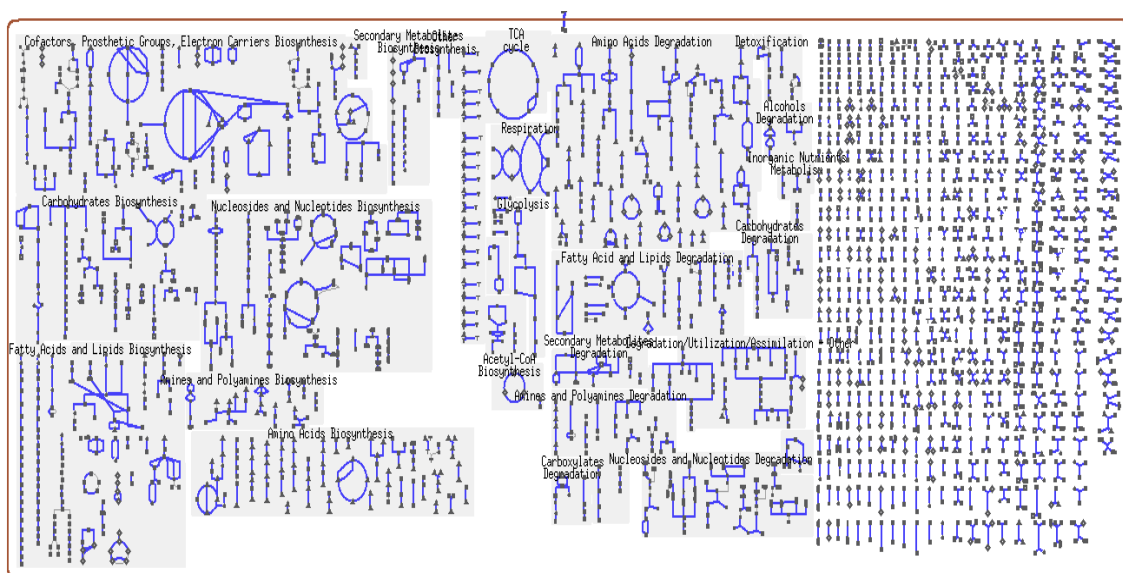 Cofactors, Prosthetic Groups, Electron Carriers Biosynthesis
Secondary Metabolites
Biosynthesis
Other
Biosynthesis
TCA
cycle
Amino Acids Degradation
Detoxification
Alcohols
Degradation
Respiration
Inorganic Nutrients
Metabolis
Carbohydrates Biosynthesis
Nucleosides and Nucleotides Biosynthesis
Glycolysis
Carbohydrates
Degradation
Fatty Acid and Lipids Degradation
Fatty Acids and Lipids Biosynthesis
Acetyl-CoA
Biosynthesis
Secondary Metabolites
Degradation
Degradation/Utilization/Assimilation - Other
Amines and Polyamines Biosynthesis
Amines and Polyamines Degradation
Amino Acids Biosynthesis
Carboxylates
Degradation
Nucleosides and Nucleotides Degradation